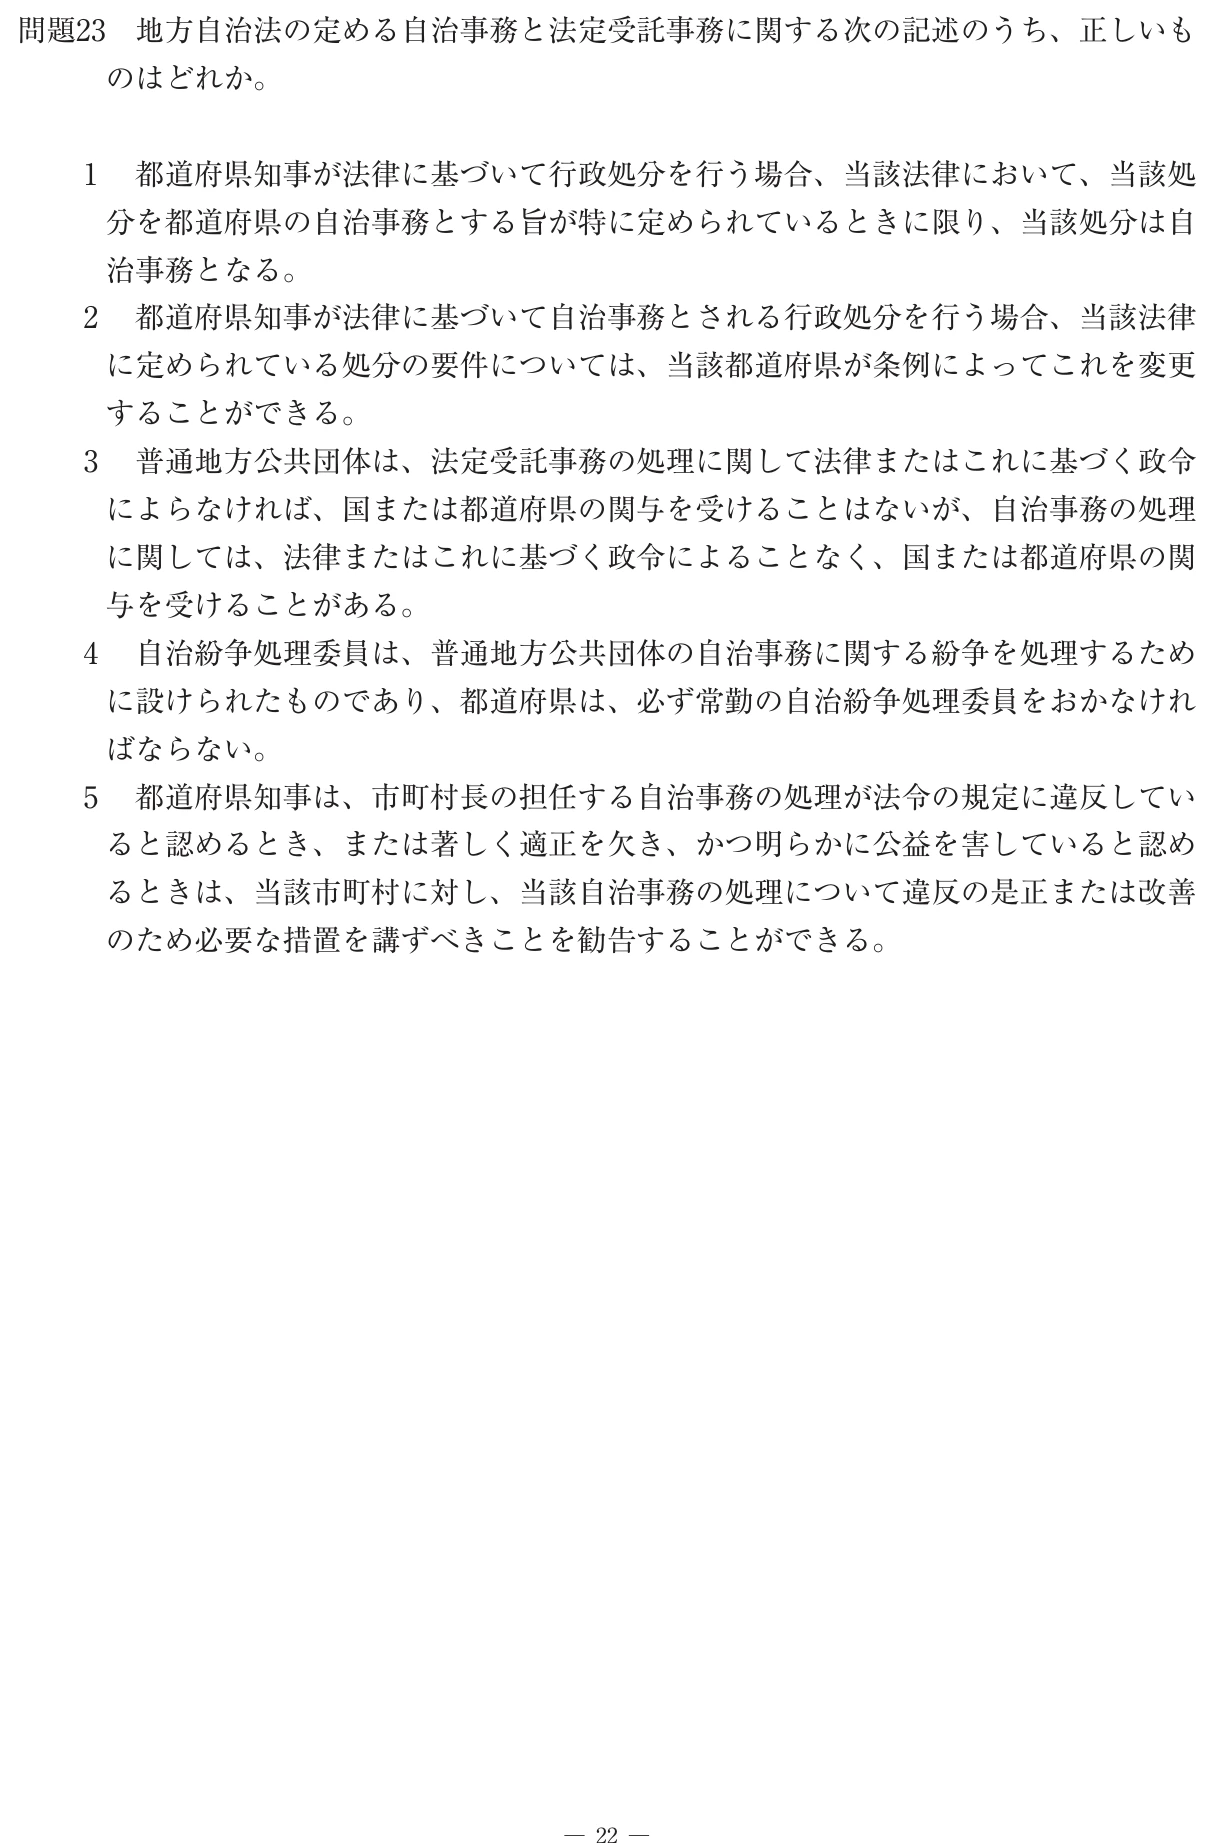 問題23　地方自治法の定める自治事務と法定受託事務に関する次の記述のうち、正しいも
のはどれか。
1　都道府県知事が法律に基づいて行政処分を行う場合、当該法律において、当該処
分を都道府県の自治事務とする旨が特に定められているときに限り、当該処分は自
治事務となる。
2　都道府県知事が法律に基づいて自治事務とされる行政処分を行う場合、当該法律
に定められている処分の要件については、当該都道府県が条例によってこれを変更
することができる。
3　普通地方公共団体は、法定受託事務の処理に関して法律またはこれに基づく政令
によらなければ、国または都道府県の関与を受けることはないが、自治事務の処理
に関しては、法律またはこれに基づく政令によることなく、国または都道府県の関
与を受けることがある。
4　自治紛争処理委員は、普通地方公共団体の自治事務に関する紛争を処理するため
に設けられたものであり、都道府県は、必ず常勤の自治紛争処理委員をおかなけれ
ばならない。
5　都道府県知事は、市町村長の担任する自治事務の処理が法令の規定に違反してい
ると認めるとき、または著しく適正を欠き、かつ明らかに公益を害していると認め
るときは、当該市町村に対し、当該自治事務の処理について違反の是正または改善
のため必要な措置を講ずべきことを勧告することができる。
― 22 ―